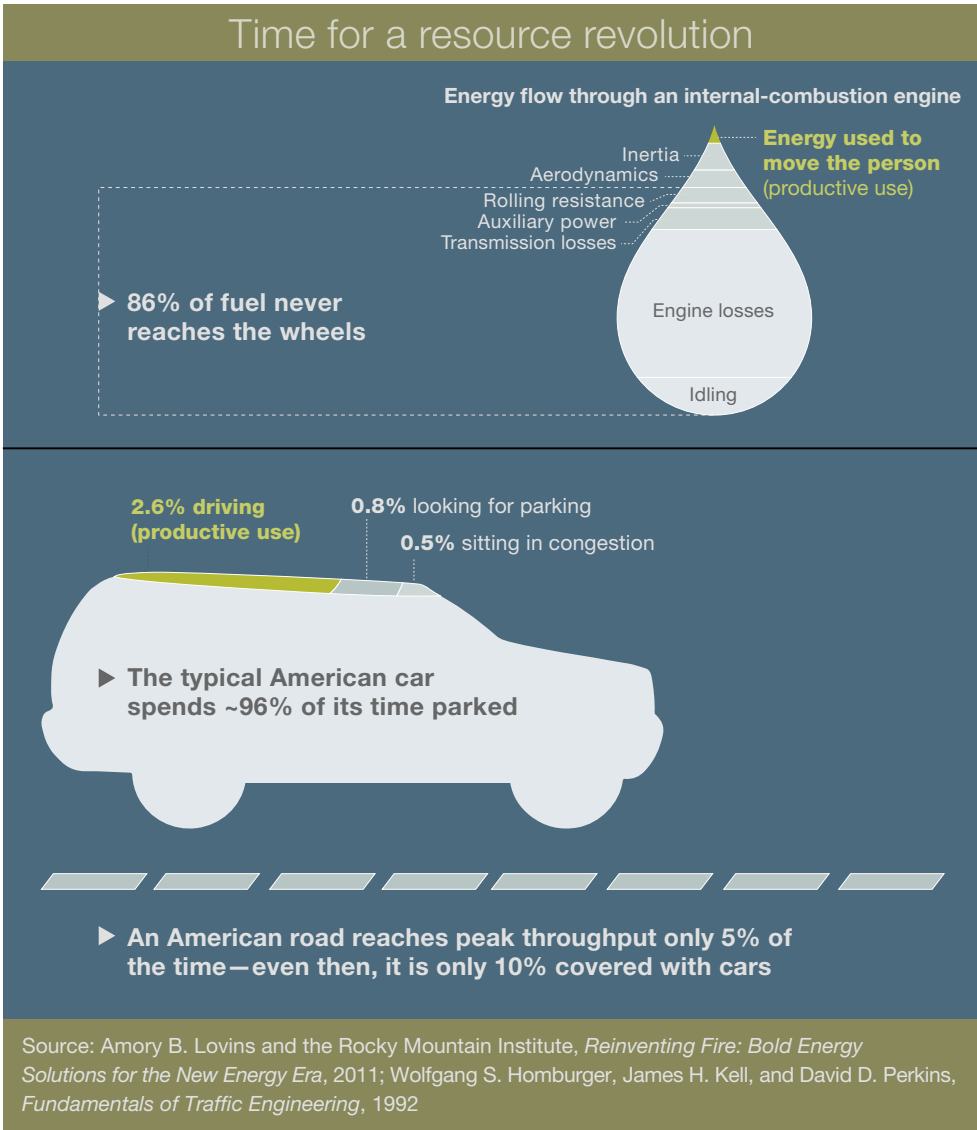 Time for a resource revolution
Energy flow through an internal-combustion engine
Energy used to
move the person
(productive use)
Inertia
Aerodynamics
Rolling resistance
Auxiliary power
Transmission losses
86% of fuel never
reaches the wheels
Engine losses
Idling
2.6% driving
(productive use)
0.8% looking for parking
0.5% sitting in congestion
The typical American car
spends ~96% of its time parked
An American road reaches peak throughput only 5% of
the time—even then, it is only 10% covered with cars
Source: Amory B. Lovins and the Rocky Mountain Institute, Reinventing Fire: Bold Energy
Solutions for the New Energy Era, 2011; Wolfgang S. Homburger, James H. Kell, and David D. Perkins,
Fundamentals of Traffic Engineering, 1992